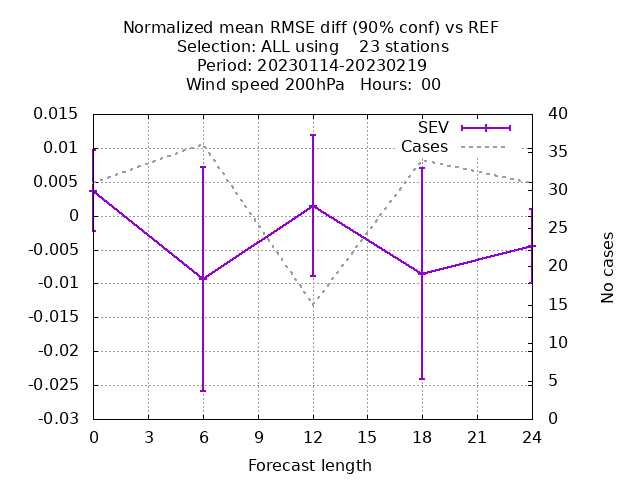 Normalized mean RMSE diff (90% conf) vs REF
Selection: ALL using    23 stations
Period: 20230114-20230219
Wind speed 200hPa   Hours:  00
SEV
Cases
0.015
0.01
0.005
0
-0.005
-0.01
-0.015
-0.02
-0.025
-0.03
40
35
30
25
20
15
10
5
0
No cases
0 3 6 9 12 15 18 21 24
Forecast length